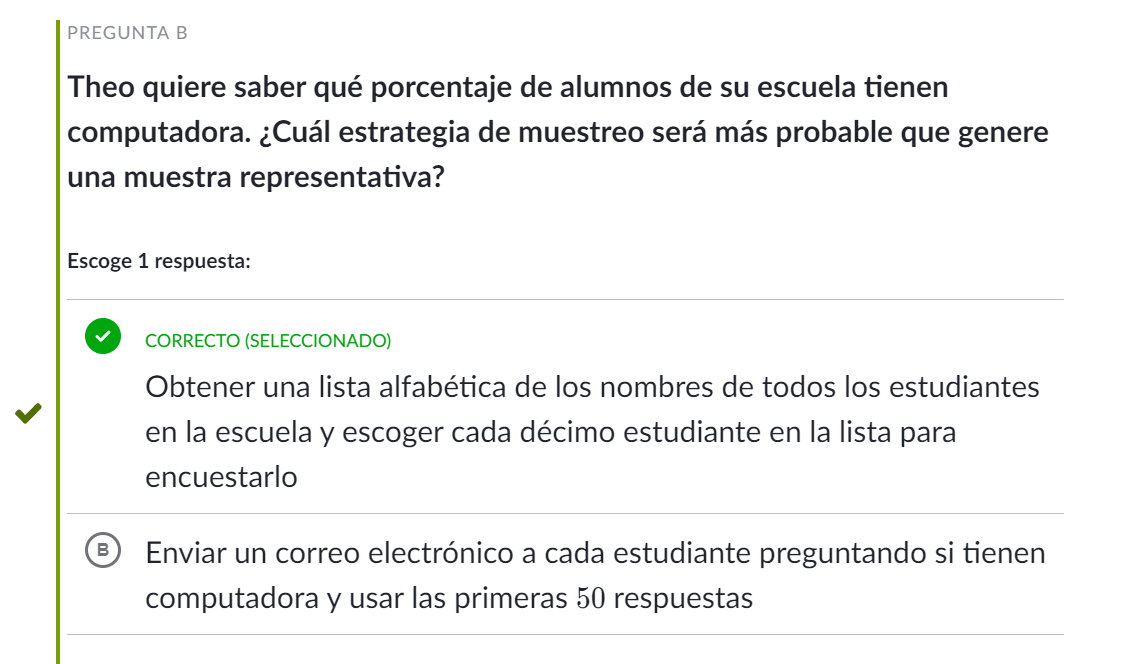 PREGUNTA B
Theo quiere saber qué porcentaje de alumnos de su escuela tienen
computadora. ¿Cuál estrategia de muestreo será más probable que genere
una muestra representativa?
Escoge 1 respuesta:
CORRECTO (SELECCIONADO)
Obtener una lista alfabética de los nombres de todos los estudiantes
en la escuela y escoger cada décimo estudiante en la lista para
encuestarlo
B Enviar un correo electrónico a cada estudiante preguntando si tienen
computadora y usar las primeras 50 respuestas